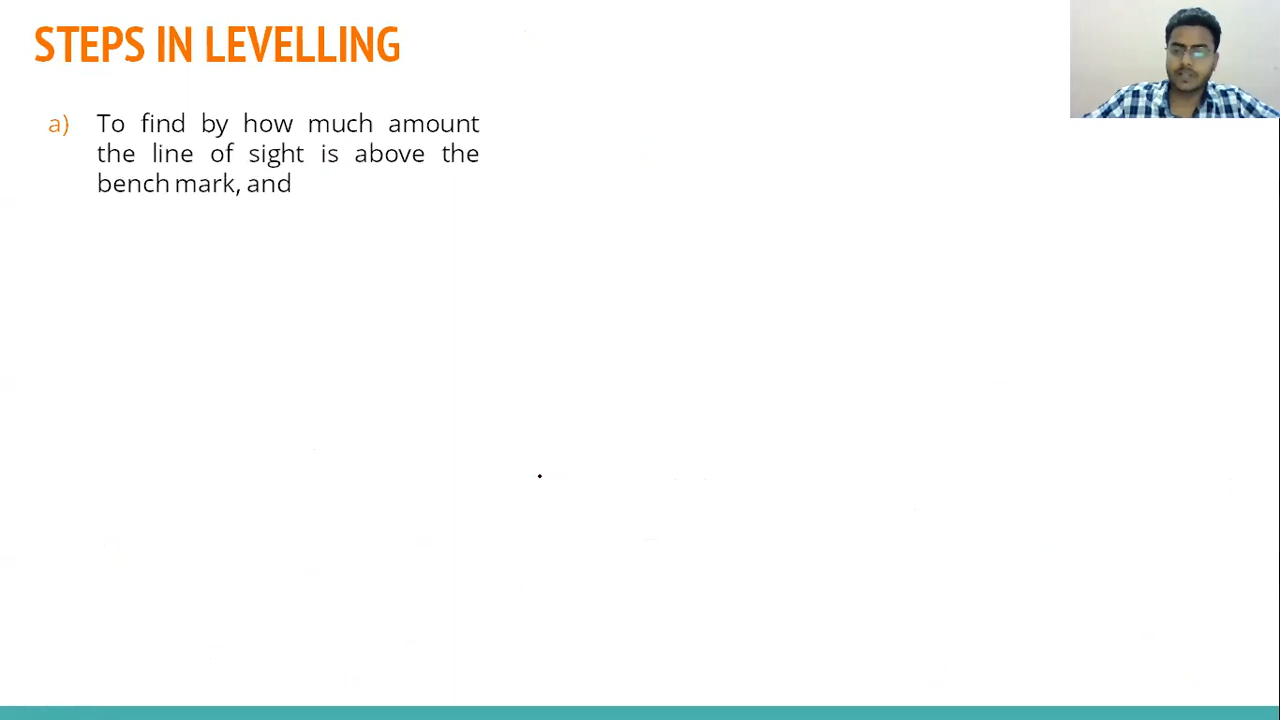 STEPS IN LEVELLING
a) To find by how much amount
the line of sight is above the
bench mark, and